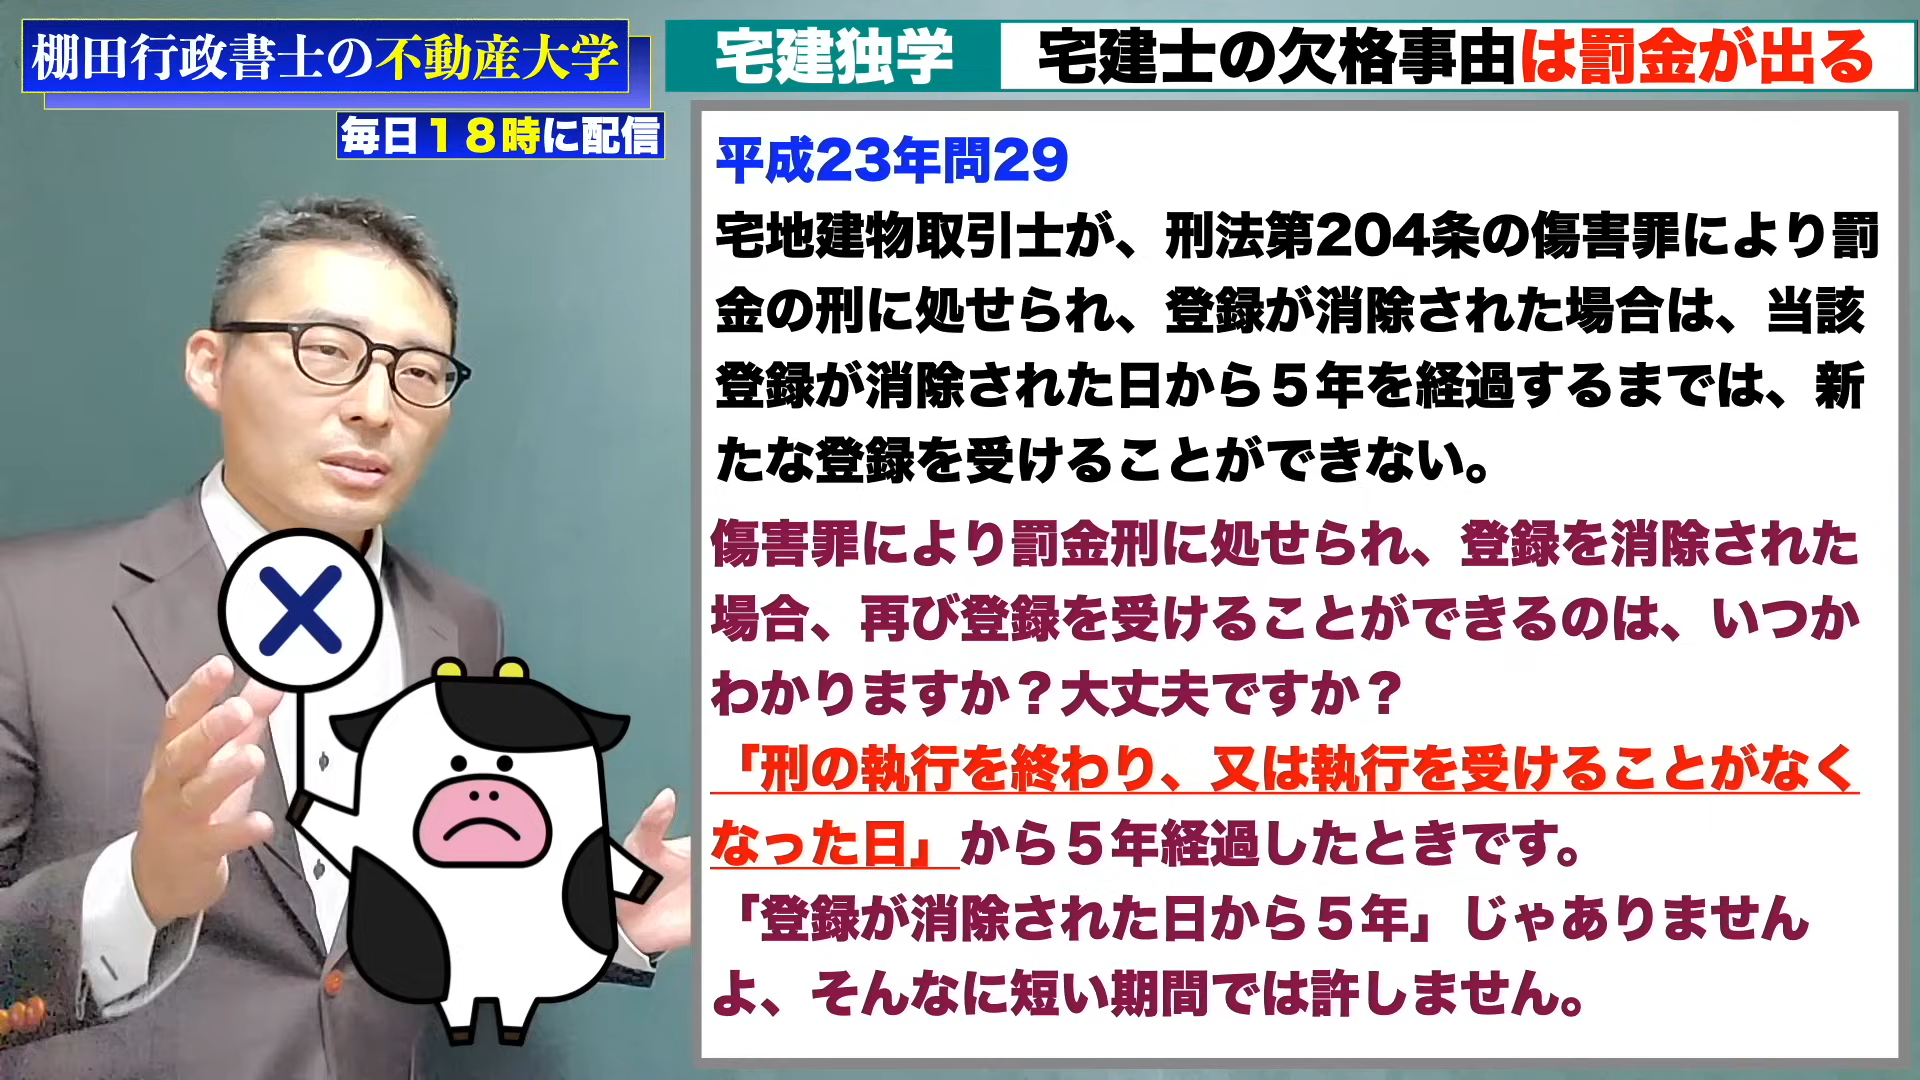 棚田行政書士の不動産大学
毎日１８時に配信
宅建独学
宅建士の欠格事由は罰金が出る
平成23年問29
宅地建物取引士が、刑法第204条の傷害罪により罰
金の刑に処せられ、登録が消除された場合は、当該
登録が消除された日から５年を経過するまでは、新
たな登録を受けることができない。
傷害罪により罰金刑に処せられ、登録を消除された
場合、再び登録を受けることができるのは、いつか
わかりますか？大丈夫ですか？
「刑の執行を終わり、又は執行を受けることがなく
なった日」から５年経過したときです。
「登録が消除された日から５年」じゃありません
よ、そんなに短い期間では許しません。